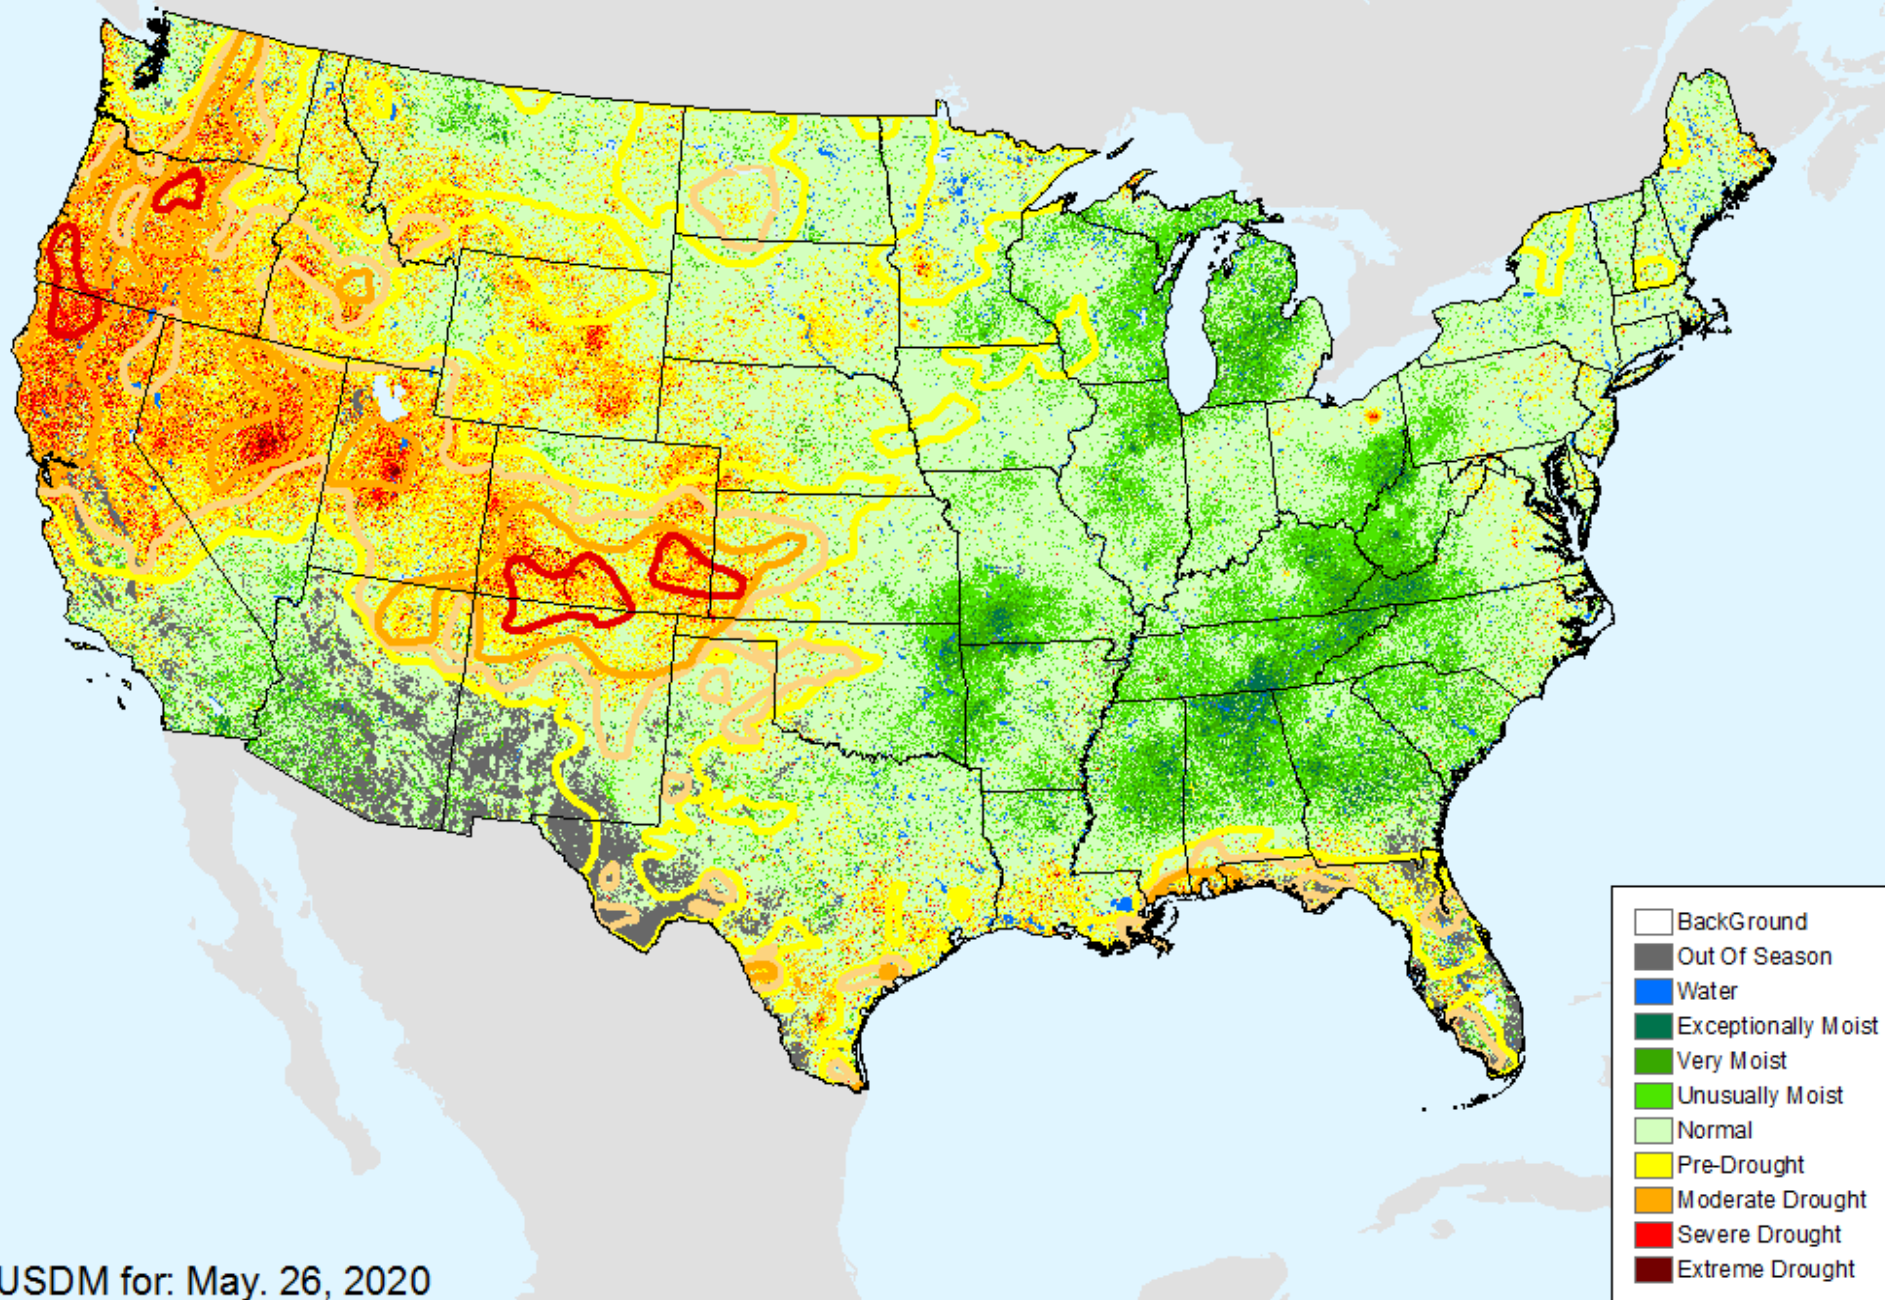 BackGround
Out Of Season
Water
Exceptionally Moist
Very Moist
Unusually Moist
Normal
Pre-Drought
Moderate Drought
Severe Drought
Extreme Drought
USDM for: May. 26, 2020